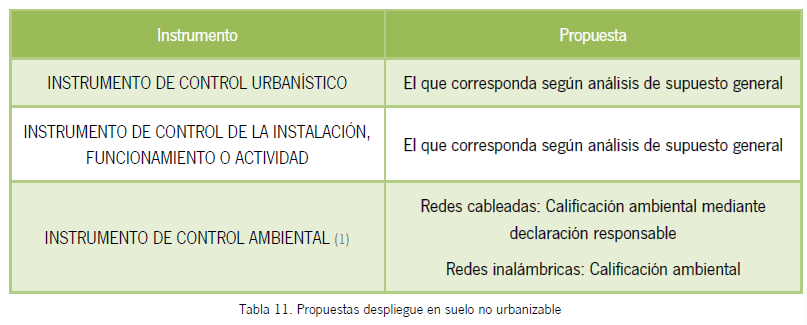 Instrumento
Propuesta
INSTRUMENTO DE CONTROL URBANÍSTICO
El que corresponda según análisis de supuesto general
INSTRUMENTO DE CONTROL DE LA INSTALACIÓN,
FUNCIONAMIENTO O ACTIVIDAD
El que corresponda según análisis de supuesto general
INSTRUMENTO DE CONTROL AMBIENTAL (1)
Redes cableadas: Calificación ambiental mediante
declaración responsable
Redes inalámbricas: Calificación ambiental
Tabla 11. Propuestas despliegue en suelo no urbanizable